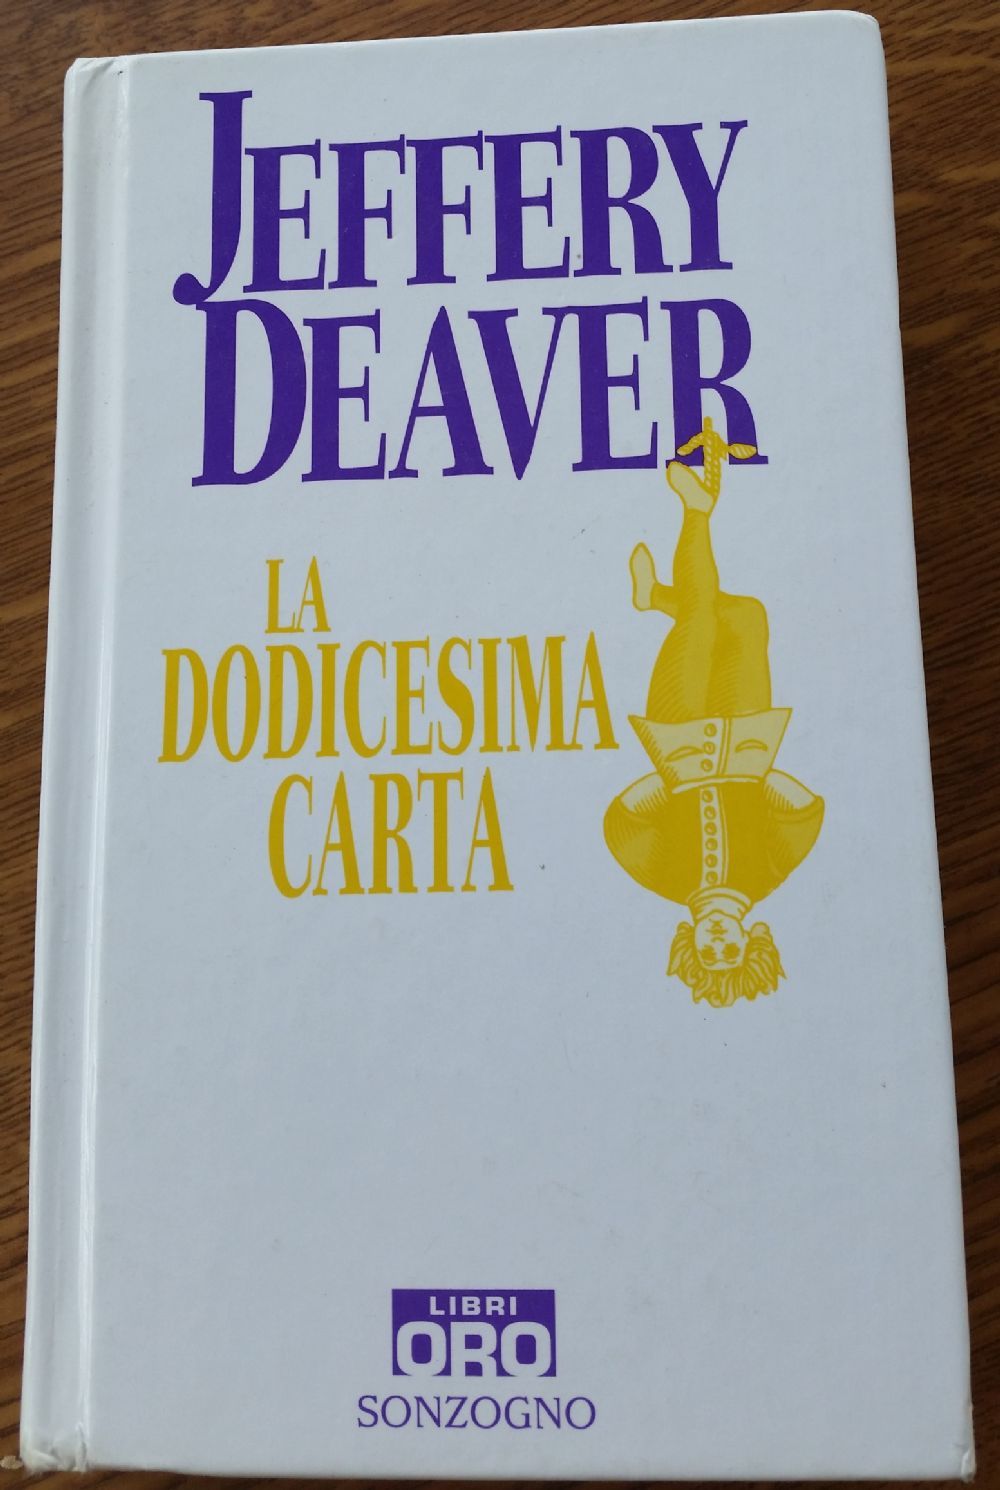 JEFFERY
DEAVER
LA
DODICESIMA
CARTA
LIBRI
ORO
SONZOGNO